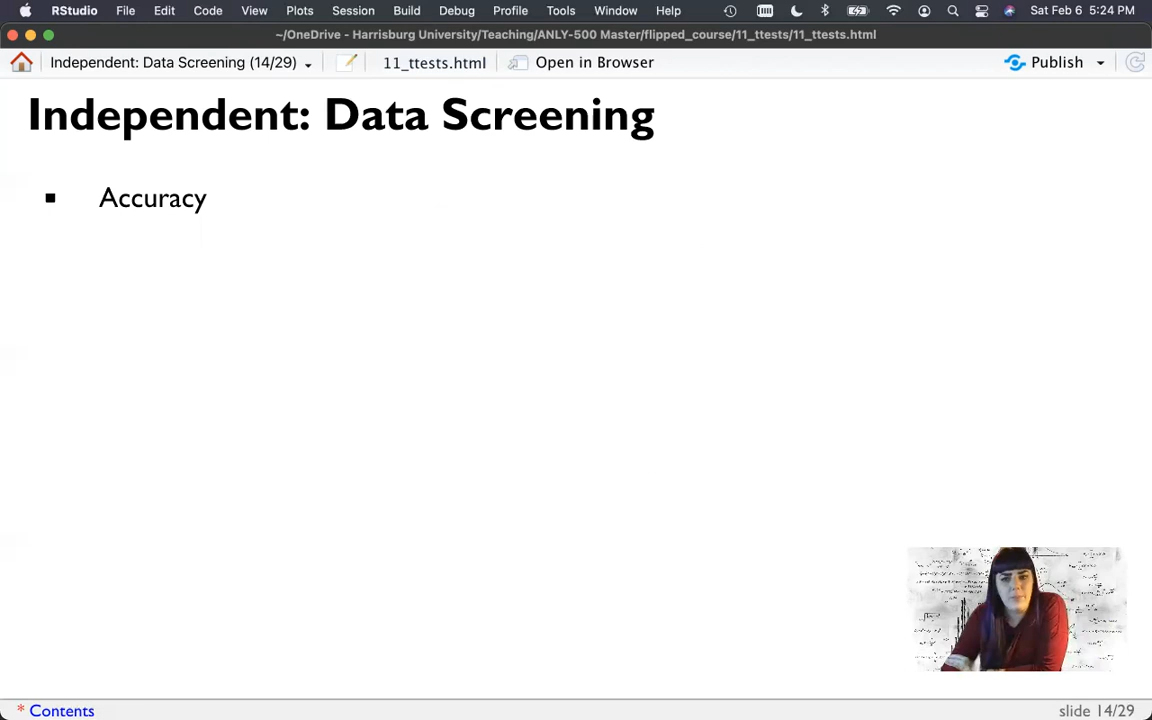 RStudio File Edit Code View Plots Session Build Debug Profile Tools Window Help Sat Feb 6 5:24 PM
~/OneDrive - Harrisburg University/Teaching/ANLY-500 Master/flipped_course/11_ttests/11_ttests.html
Independent: Data Screening (14/29) 11_ttests.html Open in Browser Publish
Independent: Data Screening
▪ Accuracy
* Contents slide 14/29